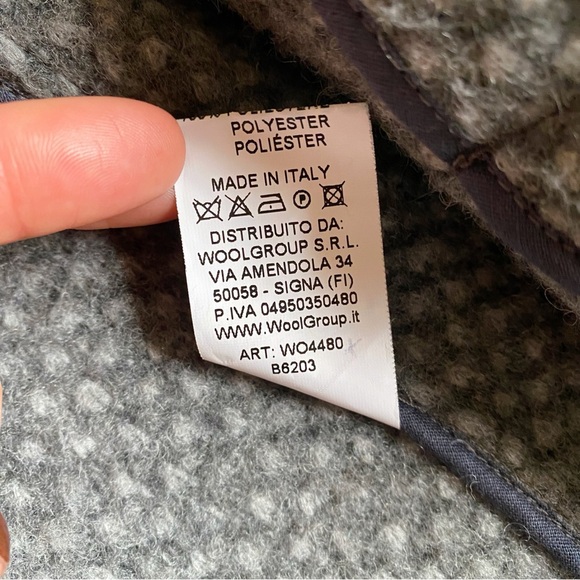 POLYESTER
POLIÉSTER
MADE IN ITALY
P
DISTRIBUITO DA:
WOOLGROUP S.R.L.
VIA AMENDOLA 34
50058 - SIGNA (FI)
P.IVA 04950350480
WWW.WoolGroup.it
ART: WO4480
B6203